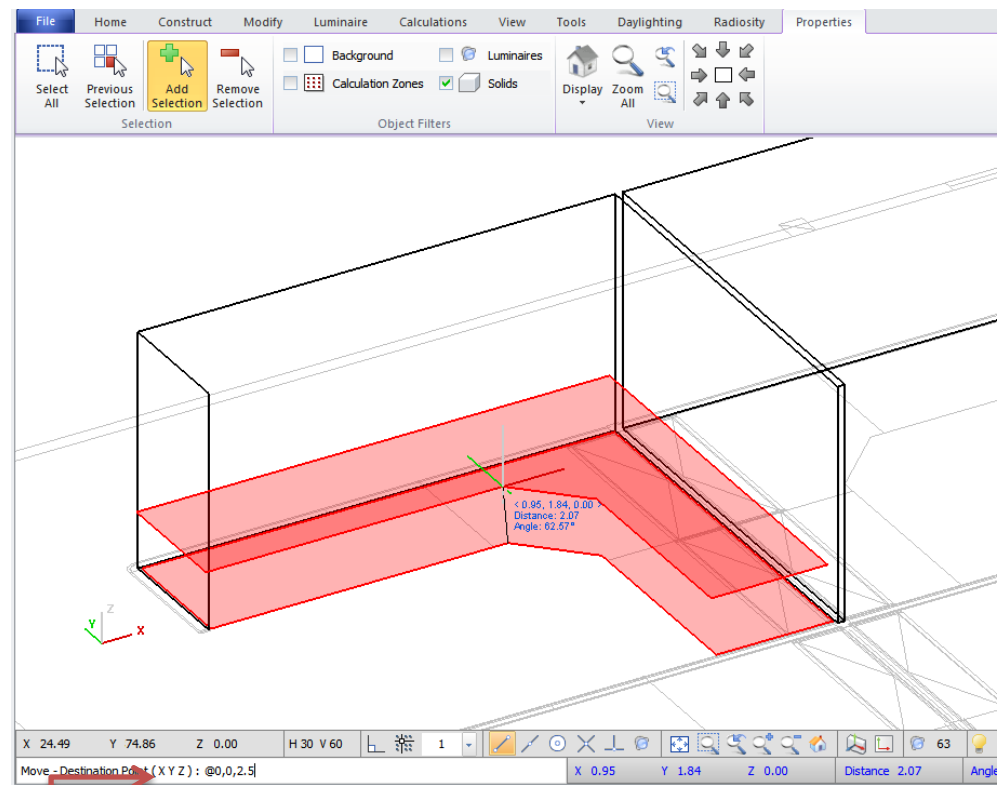 File Home Construct Modify Luminaire Calculations View Tools Daylighting Radiosity Properties
Select All
Previous Selection
Add Selection
Remove Selection
Background
Luminaires
Calculation Zones
Solids
Display
Zoom All
Selection
Object Filters
View
< 0.95, 1.84, 0.00 >
Distance: 2.07
Angle: 62.57°
Z
Y
X
X 24.49 Y 74.86 Z 0.00 H 30 V 60 1 63
Move - Destination Point ( X Y Z ) : @0,0,2.5 X 0.95 Y 1.84 Z 0.00 Distance 2.07 Angle